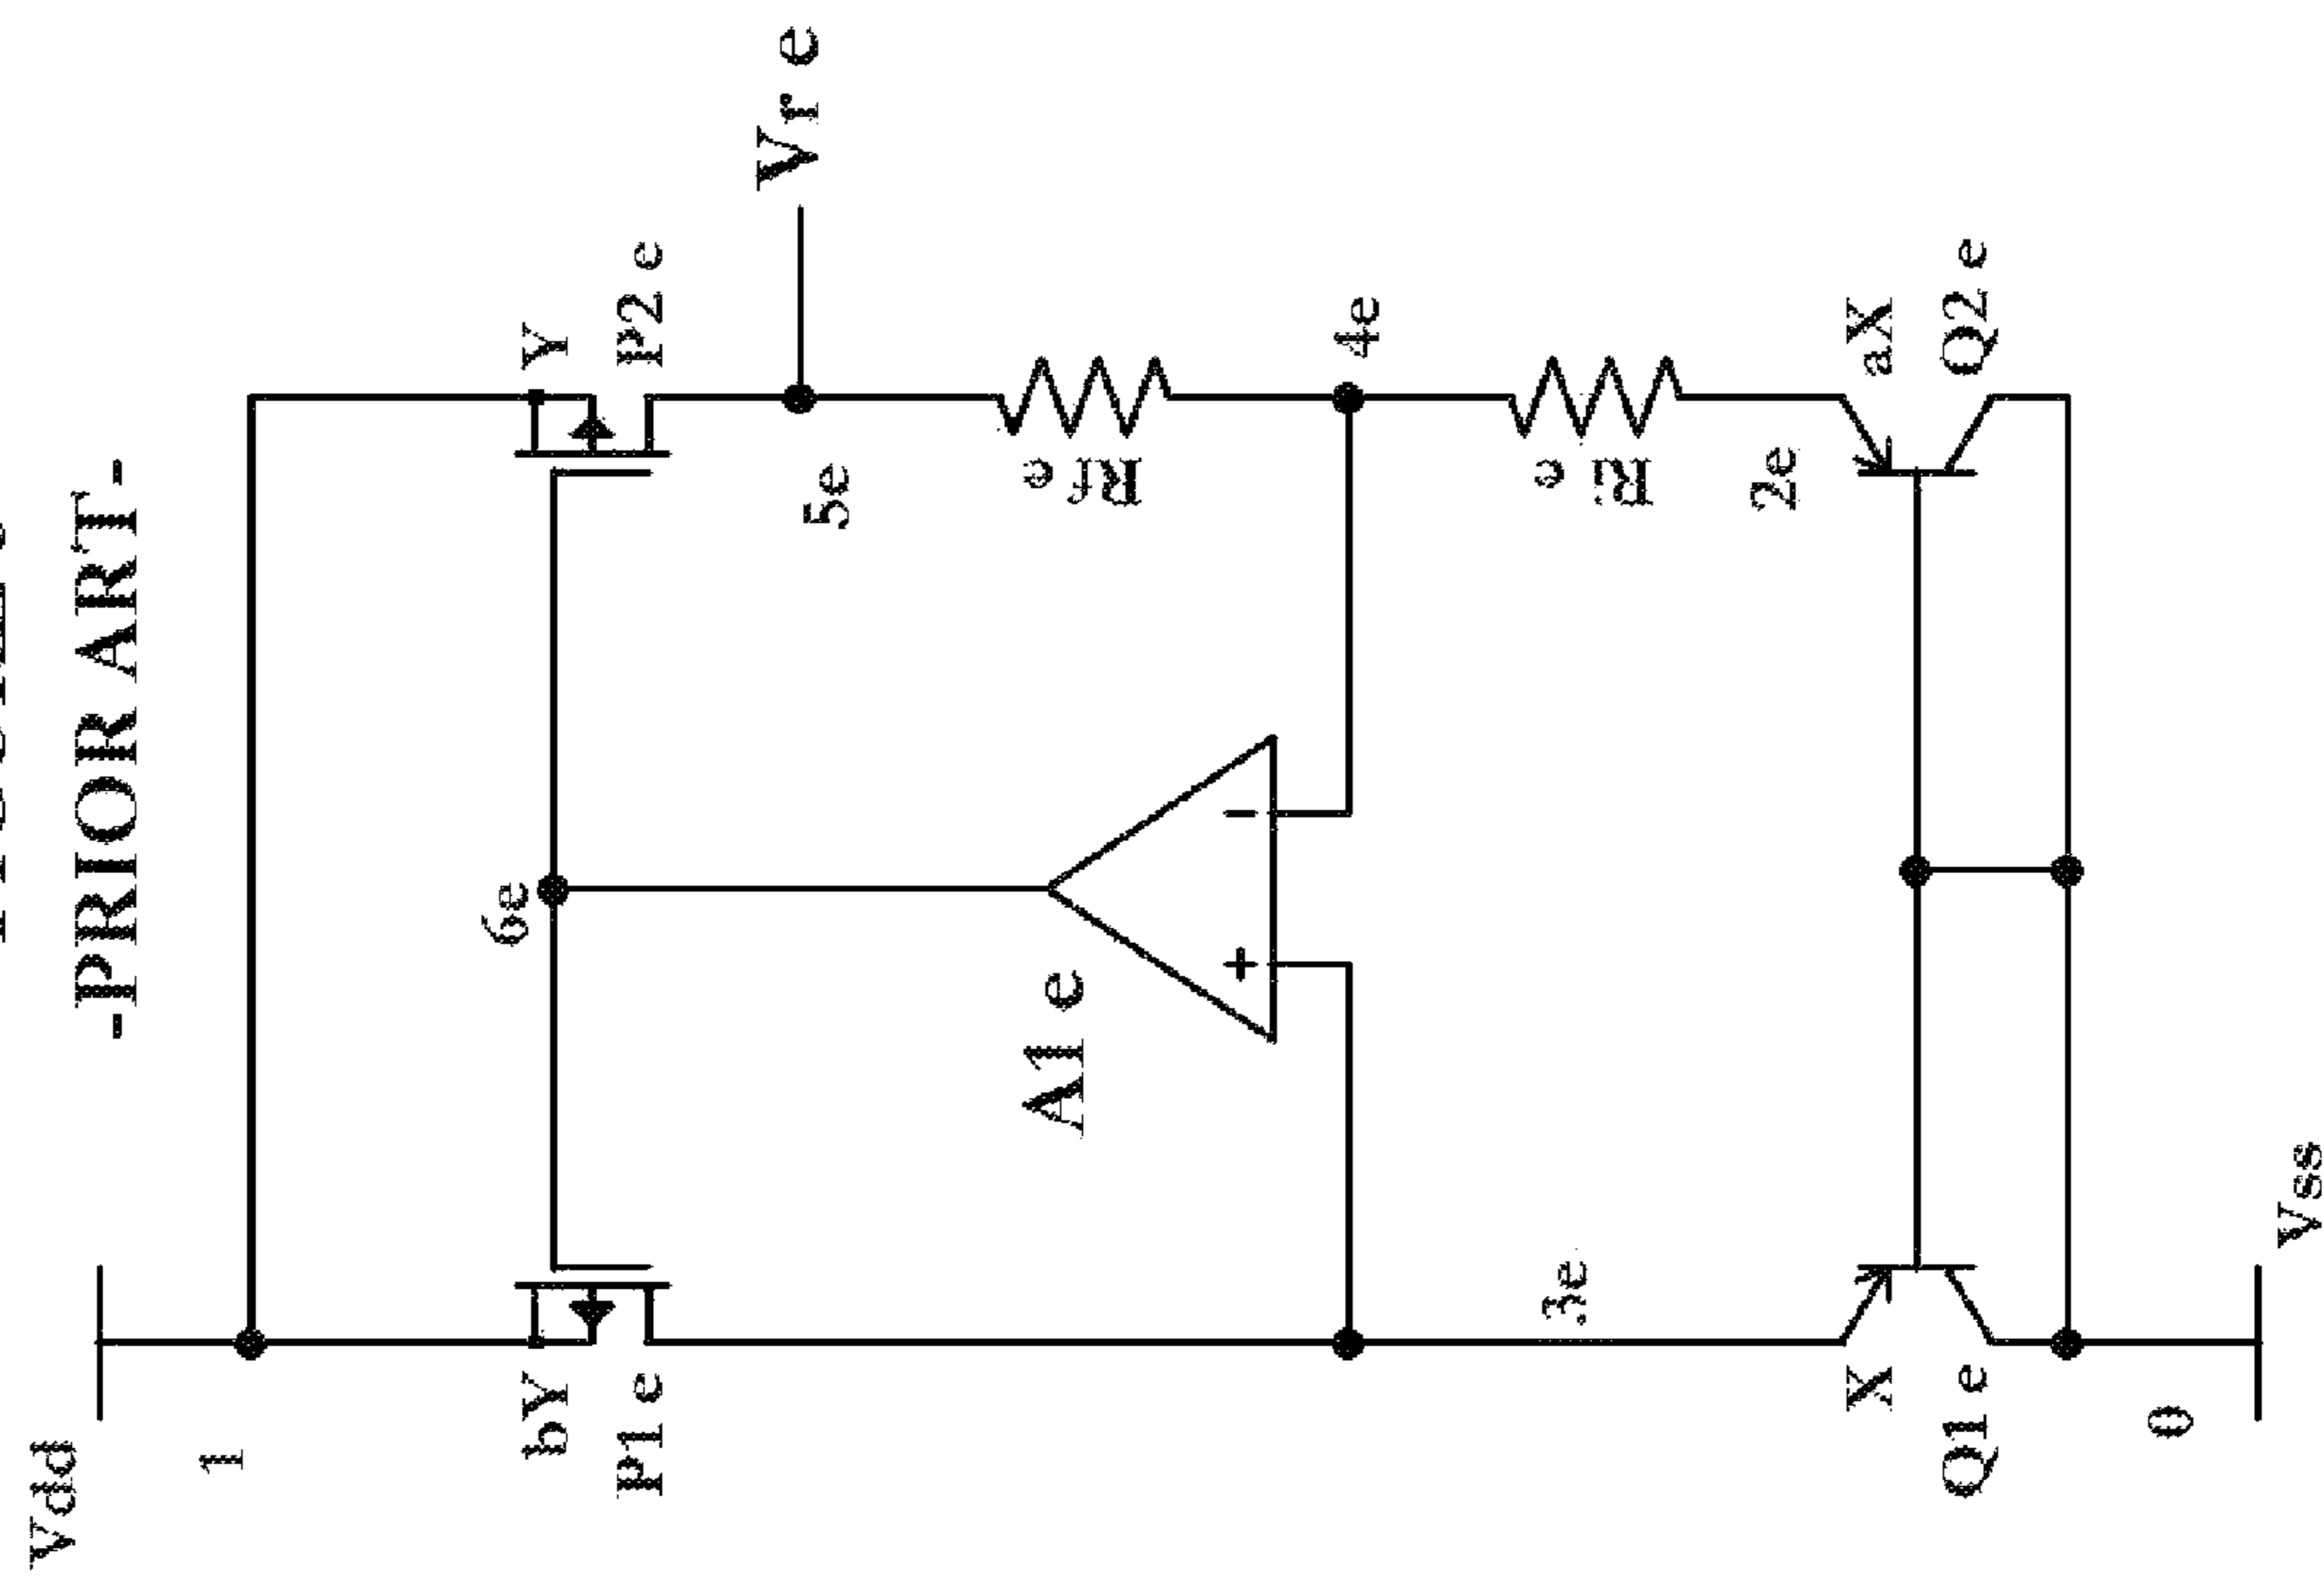 -PRIOR ART-
Vdd
1
bY
P1e
Y
P2e
6e
5e
Vre
A1e
+
-
Rfe
4e
Rie
3e
2e
X
Q1e
aX
Q2e
0
Vss